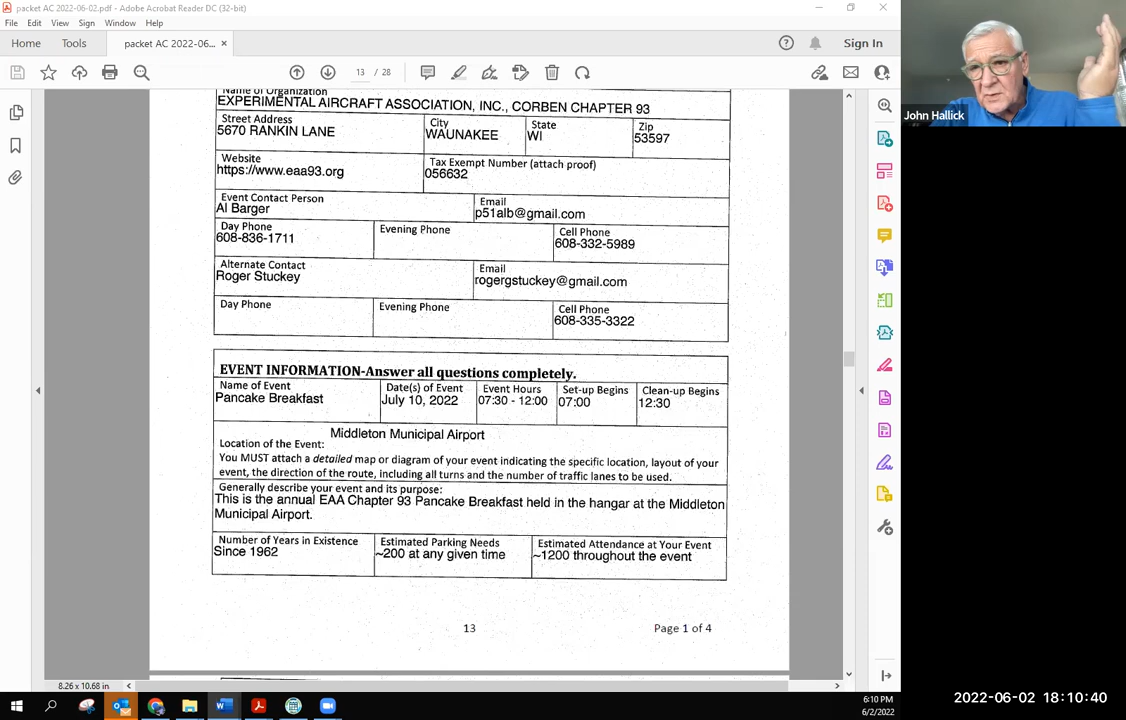 packet AC 2022-06-02.pdf - Adobe Acrobat Reader DC (32-bit)
File Edit View Sign Window Help
Home Tools packet AC 2022-06... × Sign In
13 / 28
Name of Organization
EXPERIMENTAL AIRCRAFT ASSOCIATION, INC., CORBEN CHAPTER 93
Street Address City State Zip
5670 RANKIN LANE WAUNAKEE WI 53597
Website Tax Exempt Number (attach proof)
https://www.eaa93.org 056632
Event Contact Person Email
Al Barger p51alb@gmail.com
Day Phone Evening Phone Cell Phone
608-836-1711 608-332-5989
Alternate Contact Email
Roger Stuckey rogergstuckey@gmail.com
Day Phone Evening Phone Cell Phone
608-335-3322
EVENT INFORMATION-Answer all questions completely.
Name of Event Date(s) of Event Event Hours Set-up Begins Clean-up Begins
Pancake Breakfast July 10, 2022 07:30 - 12:00 07:00 12:30
Middleton Municipal Airport
Location of the Event:
You MUST attach a detailed map or diagram of your event indicating the specific location, layout of your
event, the direction of the route, including all turns and the number of traffic lanes to be used.
Generally describe your event and its purpose:
This is the annual EAA Chapter 93 Pancake Breakfast held in the hangar at the Middleton
Municipal Airport.
Number of Years in Existence Estimated Parking Needs Estimated Attendance at Your Event
Since 1962 ~200 at any given time ~1200 throughout the event
13 Page 1 of 4
8.26 x 10.68 in
John Hallick
6:10 PM
6/2/2022
2022-06-02 18:10:40